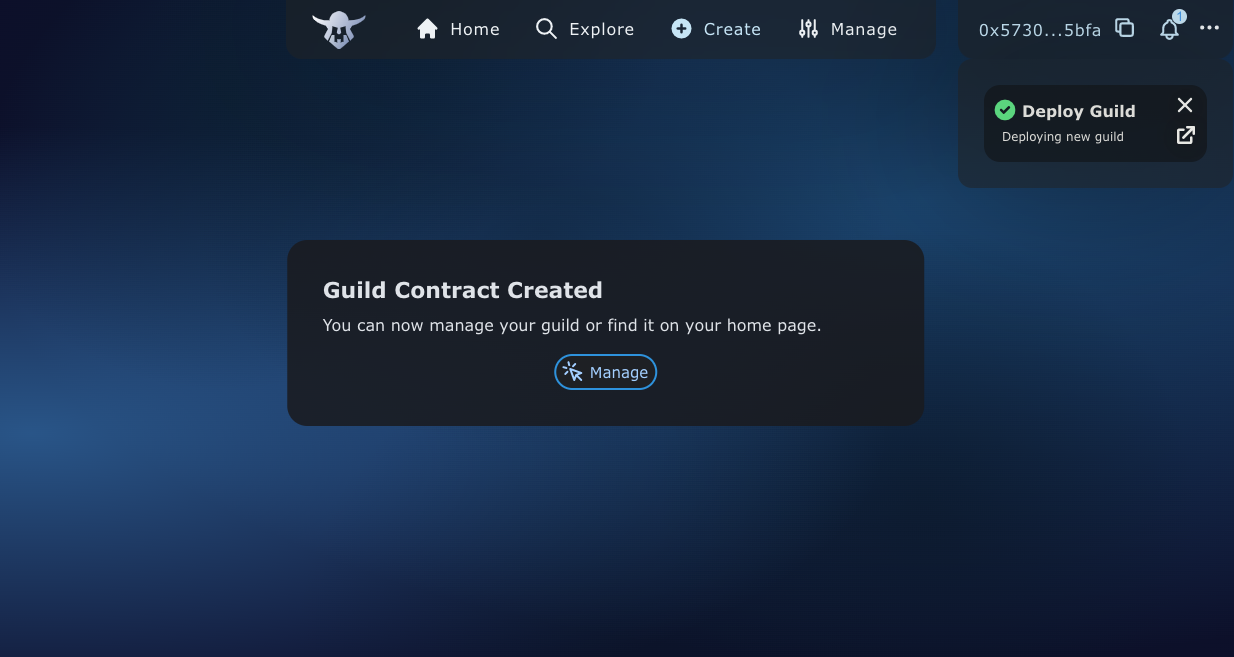 Home
Explore
Create
Manage
0x5730...5bfa
1
Deploy Guild
Deploying new guild
Guild Contract Created
You can now manage your guild or find it on your home page.
Manage